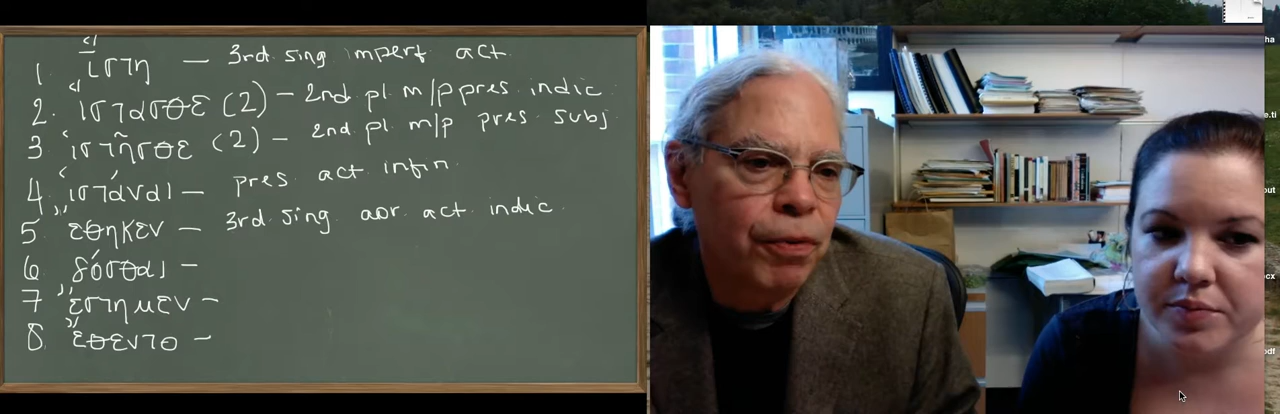 1. ἵστη — 3rd sing imperf act
2. ἵστασθε (2) — 2nd pl m/p pres indic
3 ἱστῆσθε (2) — 2nd pl m/p pres subj
4 ἱστάναι — pres act infin.
5 ἔθηκεν — 3rd sing aor act indic
6 δόσθαι —
7 ἔστημεν —
8 ἔθεντο —